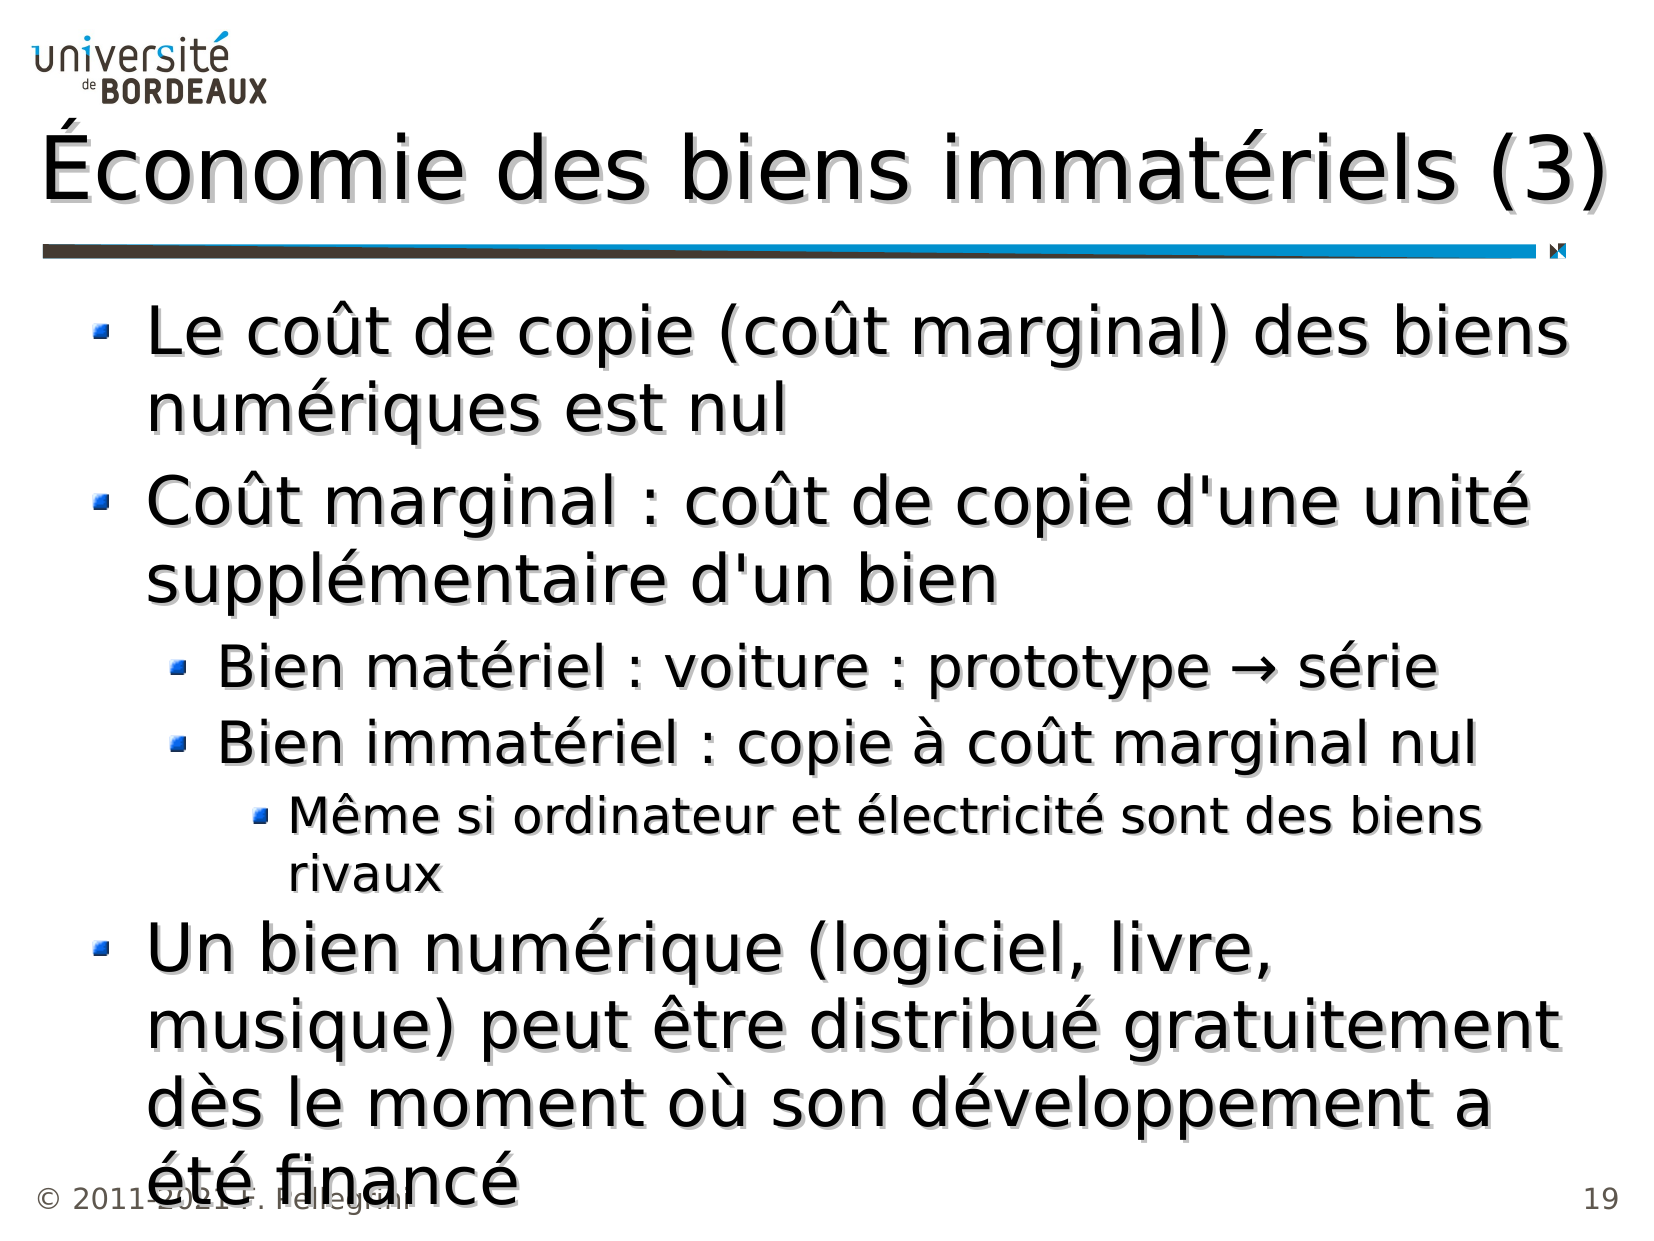 université
de BORDEAUX
Économie des biens immatériels (3)
Le coût de copie (coût marginal) des biens
numériques est nul
Coût marginal : coût de copie d'une unité
supplémentaire d'un bien
Bien matériel : voiture : prototype → série
Bien immatériel : copie à coût marginal nul
Même si ordinateur et électricité sont des biens
rivaux
Un bien numérique (logiciel, livre,
musique) peut être distribué gratuitement
dès le moment où son développement a
été financé
© 2011-2021 F. Pellegrini
19